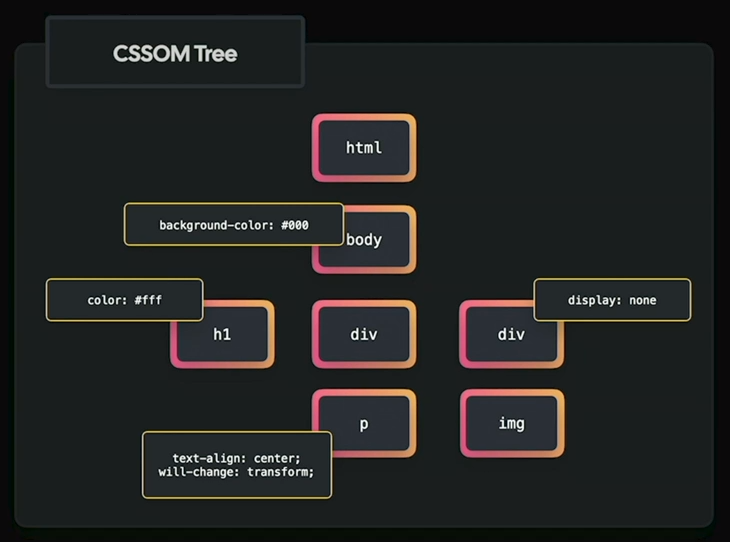 CSSOM Tree
html
background-color: #000
body
color: #fff
display: none
h1
div
div
p
img
text-align: center;
will-change: transform;